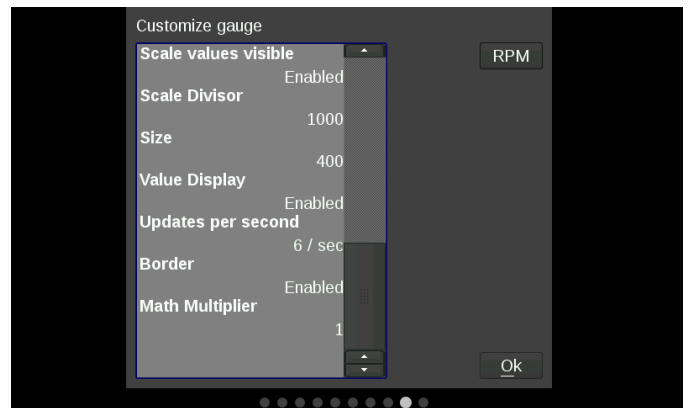 Customize gauge
Scale values visible
Enabled
RPM
Scale Divisor
1000
Size
400
Value Display
Enabled
Updates per second
6 / sec
Border
Enabled
Math Multiplier
1
Ok